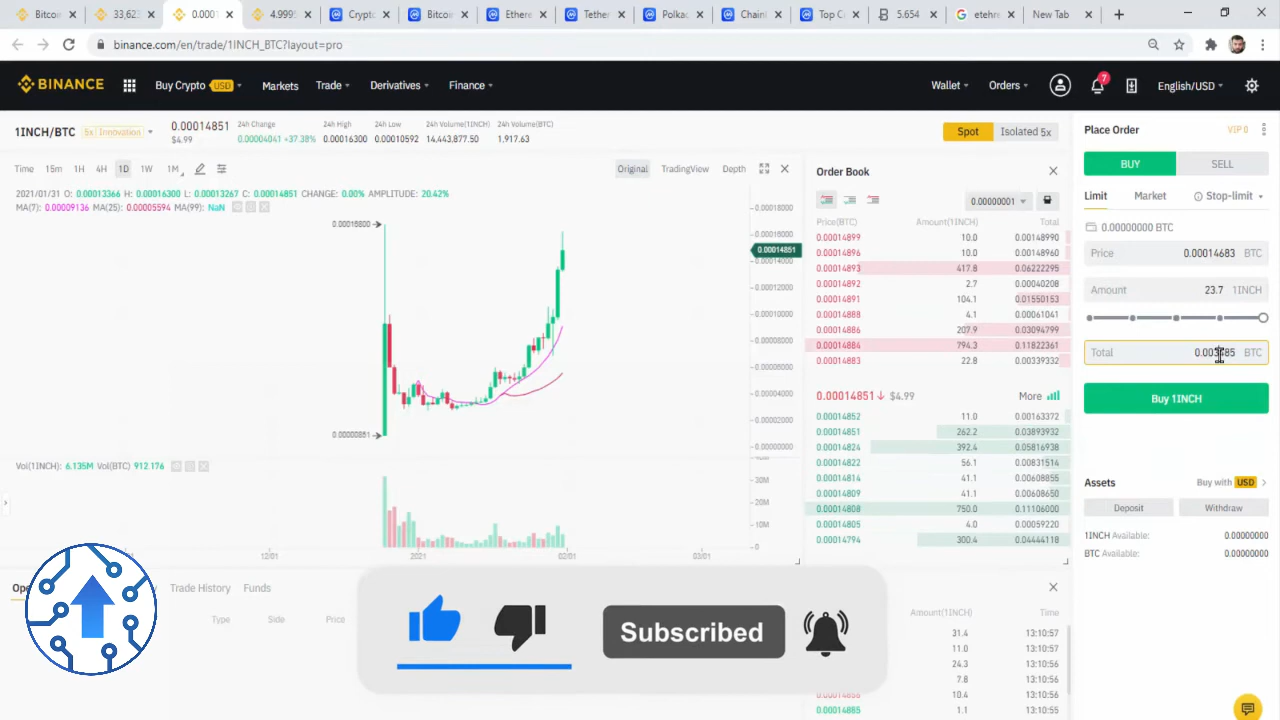 Bitcoin
33,623
0.0001
4.9995
Crypto
Bitcoin
Ethere
Tether
Polka
Chainl
Top C
5.654
etehre
New Tab
binance.com/en/trade/1INCH_BTC?layout=pro
BINANCE
Buy Crypto USD
Markets
Trade
Derivatives
Finance
Wallet
Orders
7
English/USD
1INCH/BTC
5x Innovation
0.00014851
$4.99
24h Change
0.00004041 +37.38%
24h High
0.00016300
24h Low
0.00010592
24h Volume(1INCH)
14,443,877.50
24h Volume(BTC)
1,917.63
Spot
Isolated 5x
Time 15m 1H 4H 1D 1W 1M
Original TradingView Depth
2021/01/31 O: 0.00013366 H: 0.00016300 L: 0.00013267 C: 0.00014851 CHANGE: 0.00% AMPLITUDE: 20.42%
MA(7): 0.00009136 MA(25): 0.00005594 MA(99): NaN
0.00018000
0.00016000
0.00014851
0.00014000
0.00012000
0.00010000
0.00008000
0.00006000
0.00004000
0.00002000
0.00000000
0.00000851
Vol(1INCH): 6.135M Vol(BTC) 912.176
30M
20M
10M
0
12/01
2021
02/01
03/01
Order Book
0.00000001
Price(BTC) Amount(1INCH) Total
0.00014899 10.0 0.00148990
0.00014896 10.0 0.00148960
0.00014893 417.8 0.06222295
0.00014892 2.7 0.00040208
0.00014891 104.1 0.01550153
0.00014888 4.1 0.00061041
0.00014886 207.9 0.03094799
0.00014884 794.3 0.11822361
0.00014883 22.8 0.00339332
0.00014851 $4.99 More
0.00014852 11.0 0.00163372
0.00014851 262.2 0.03893932
0.00014824 392.4 0.05816938
0.00014822 56.1 0.00831514
0.00014814 41.1 0.00608855
0.00014809 41.1 0.00608650
0.00014808 750.0 0.11106000
0.00014805 4.0 0.00059220
0.00014794 300.4 0.04444118
Place Order
VIP 0
BUY SELL
Limit Market Stop-limit
0.00000000 BTC
Price 0.00014683 BTC
Amount 23.7 1INCH
Total BTC
Buy 1INCH
Assets
Buy with USD
Deposit Withdraw
1INCH Available: 0.00000000
BTC Available: 0.00000000
Trade History Funds
Type Side Price
Amount(1INCH) Time
31.4 13:10:57
11.0 13:10:57
24.3 13:10:56
7.8 13:10:56
10.4 13:10:56
0.00014865 1.1 13:10:55
Subscribed